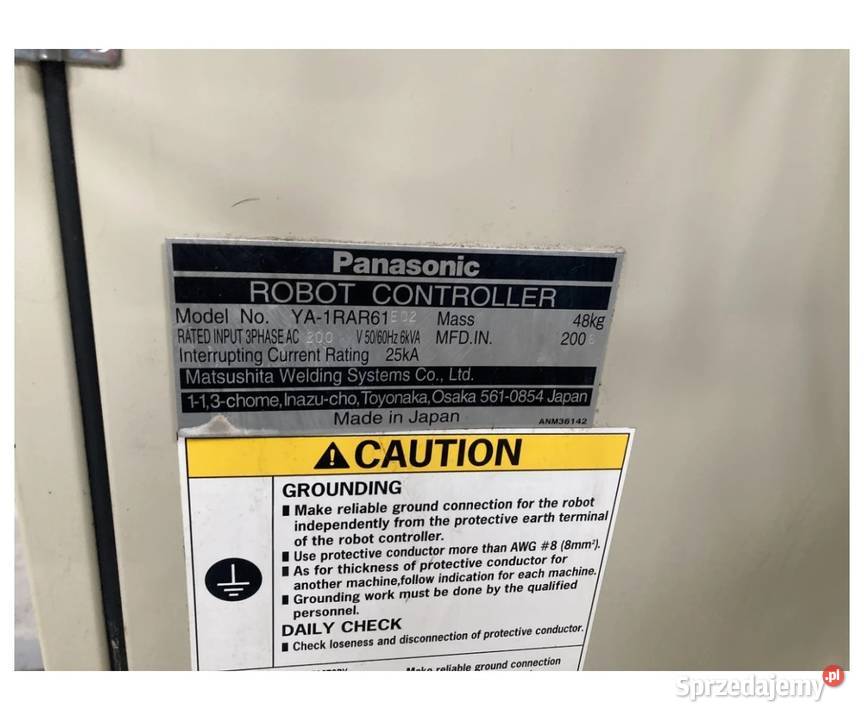 Panasonic
ROBOT CONTROLLER
Model No. YA-1RAR61E02 Mass 48kg
RATED INPUT 3PHASE AC 200 V 50/60Hz 6kVA MFD.IN. 2006
Interrupting Current Rating 25kA
Matsushita Welding Systems Co., Ltd.
1-1,3-chome,Inazu-cho,Toyonaka,Osaka 561-0854 Japan
Made in Japan ANM36142
CAUTION
GROUNDING
Make reliable ground connection for the robot
independently from the protective earth terminal
of the robot controller.
Use protective conductor more than AWG #8 (8mm²).
As for thickness of protective conductor for
another machine,follow indication for each machine.
Grounding work must be done by the qualified
personnel.
DAILY CHECK
Check looseness and disconnection of protective conductor.
Make reliable ground connection
Sprzedajemy.pl